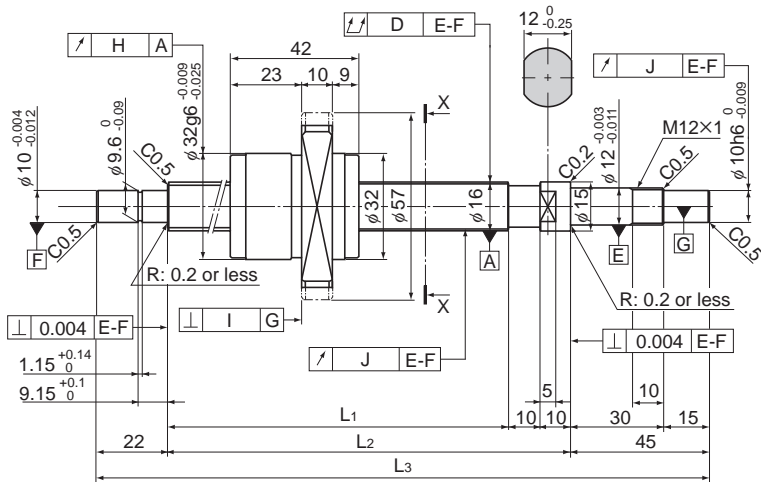 12 0 -0.25
↗ H A
42
⌰ D E-F
23 10 9
↗ J E-F
X
φ10 -0.004 -0.012
φ9.6 0 -0.09
C0.5
φ32g6 -0.009 -0.025
C0.2
φ12 -0.003 -0.011
M12×1
C0.5
φ10h6 0 -0.009
φ32
φ57
φ16
φ15
F
C0.5
A
E
G
C0.5
R: 0.2 or less
X
R: 0.2 or less
⊥ 0.004 E-F
⊥ I G
⊥ 0.004 E-F
1.15 +0.14 0
↗ J E-F
9.15 +0.1 0
5
10
L1
10 10 30 15
22
L2
45
L3